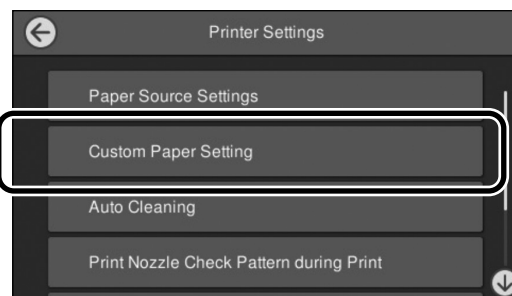 Printer Settings
Paper Source Settings
Custom Paper Setting
Auto Cleaning
Print Nozzle Check Pattern during Print